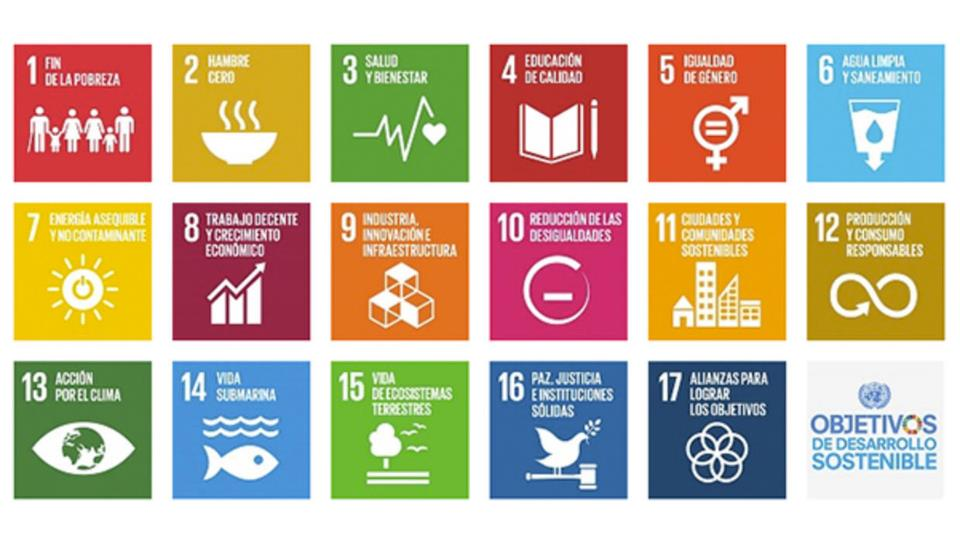 1 FIN
DE LA POBREZA
2 HAMBRE
CERO
3 SALUD
Y BIENESTAR
4 EDUCACIÓN
DE CALIDAD
5 IGUALDAD
DE GÉNERO
6 AGUA LIMPIA
Y SANEAMIENTO
7 ENERGÍA ASEQUIBLE
Y NO CONTAMINANTE
8 TRABAJO DECENTE
Y CRECIMIENTO
ECONÓMICO
9 INDUSTRIA,
INNOVACIÓN E
INFRAESTRUCTURA
10 REDUCCIÓN DE LAS
DESIGUALDADES
11 CIUDADES Y
COMUNIDADES
SOSTENIBLES
12 PRODUCCIÓN
Y CONSUMO
RESPONSABLES
13 ACCIÓN
POR EL CLIMA
14 VIDA
SUBMARINA
15 VIDA
DE ECOSISTEMAS
TERRESTRES
16 PAZ, JUSTICIA
E INSTITUCIONES
SÓLIDAS
17 ALIANZAS PARA
LOGRAR
LOS OBJETIVOS
OBJETIVOS
DE DESARROLLO
SOSTENIBLE